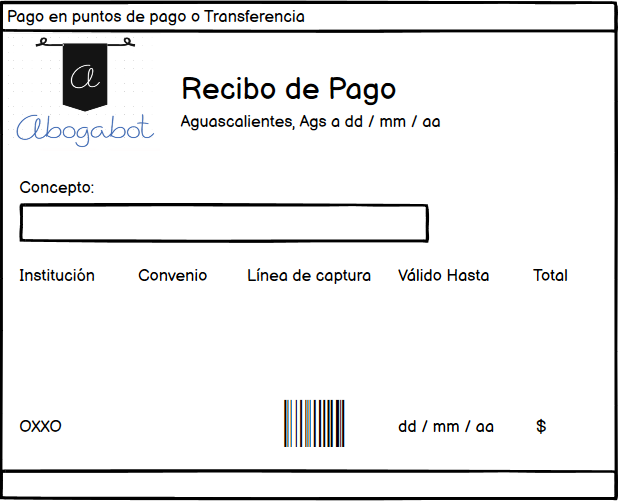 Pago en puntos de pago o Transferencia
a
Abogabot
Recibo de Pago
Aguascalientes, Ags a dd / mm / aa
Concepto:
Institución Convenio Línea de captura Válido Hasta Total
OXXO dd / mm / aa $